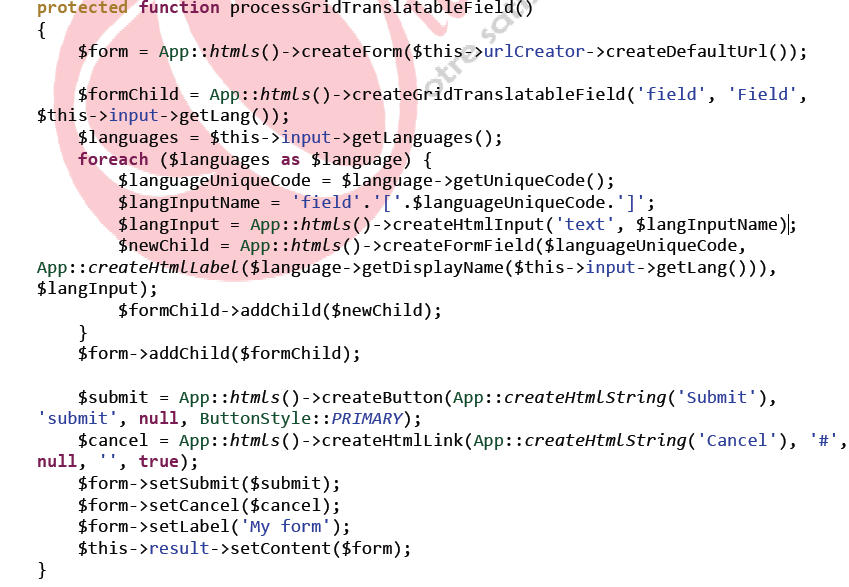 protected function processGridTranslatableField()
{
$form = App::htmls()->createForm($this->urlCreator->createDefaultUrl());
$formChild = App::htmls()->createGridTranslatableField('field', 'Field',
$this->input->getLang());
$languages = $this->input->getLanguages();
foreach ($languages as $language) {
$languageUniqueCode = $language->getUniqueCode();
$langInputName = 'field'.'['.$languageUniqueCode.']';
$langInput = App::htmls()->createHtmlInput('text', $langInputName);
$newChild = App::htmls()->createFormField($languageUniqueCode,
App::createHtmlLabel($language->getDisplayName($this->input->getLang())),
$langInput);
$formChild->addChild($newChild);
}
$form->addChild($formChild);
$submit = App::htmls()->createButton(App::createHtmlString('Submit'),
'submit', null, ButtonStyle::PRIMARY);
$cancel = App::htmls()->createHtmlLink(App::createHtmlString('Cancel'), '#',
null, '', true);
$form->setSubmit($submit);
$form->setCancel($cancel);
$form->setLabel('My form');
$this->result->setContent($form);
}